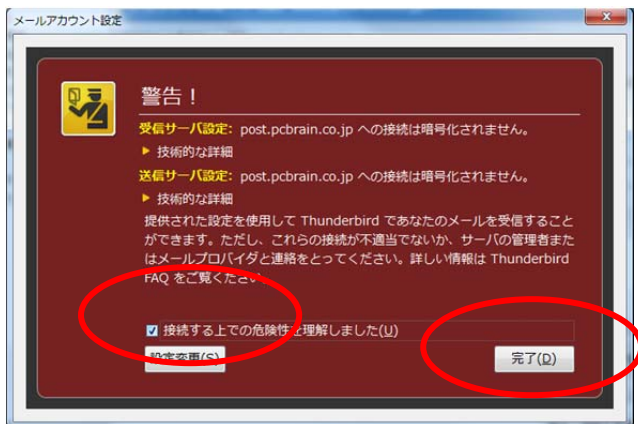 メールアカウント設定
警告！
受信サーバ設定: post.pcbrain.co.jp への接続は暗号化されません。
▶ 技術的な詳細
送信サーバ設定: post.pcbrain.co.jp への接続は暗号化されません。
▶ 技術的な詳細
提供された設定を使用して Thunderbird であなたのメールを受信すること
ができます。ただし、これらの接続が不適当でないか、サーバの管理者また
はメールプロバイダと連絡をとってください。詳しい情報は Thunderbird
FAQ をご覧ください。
接続する上での危険性を理解しました(U)
設定変更(S)
完了(D)